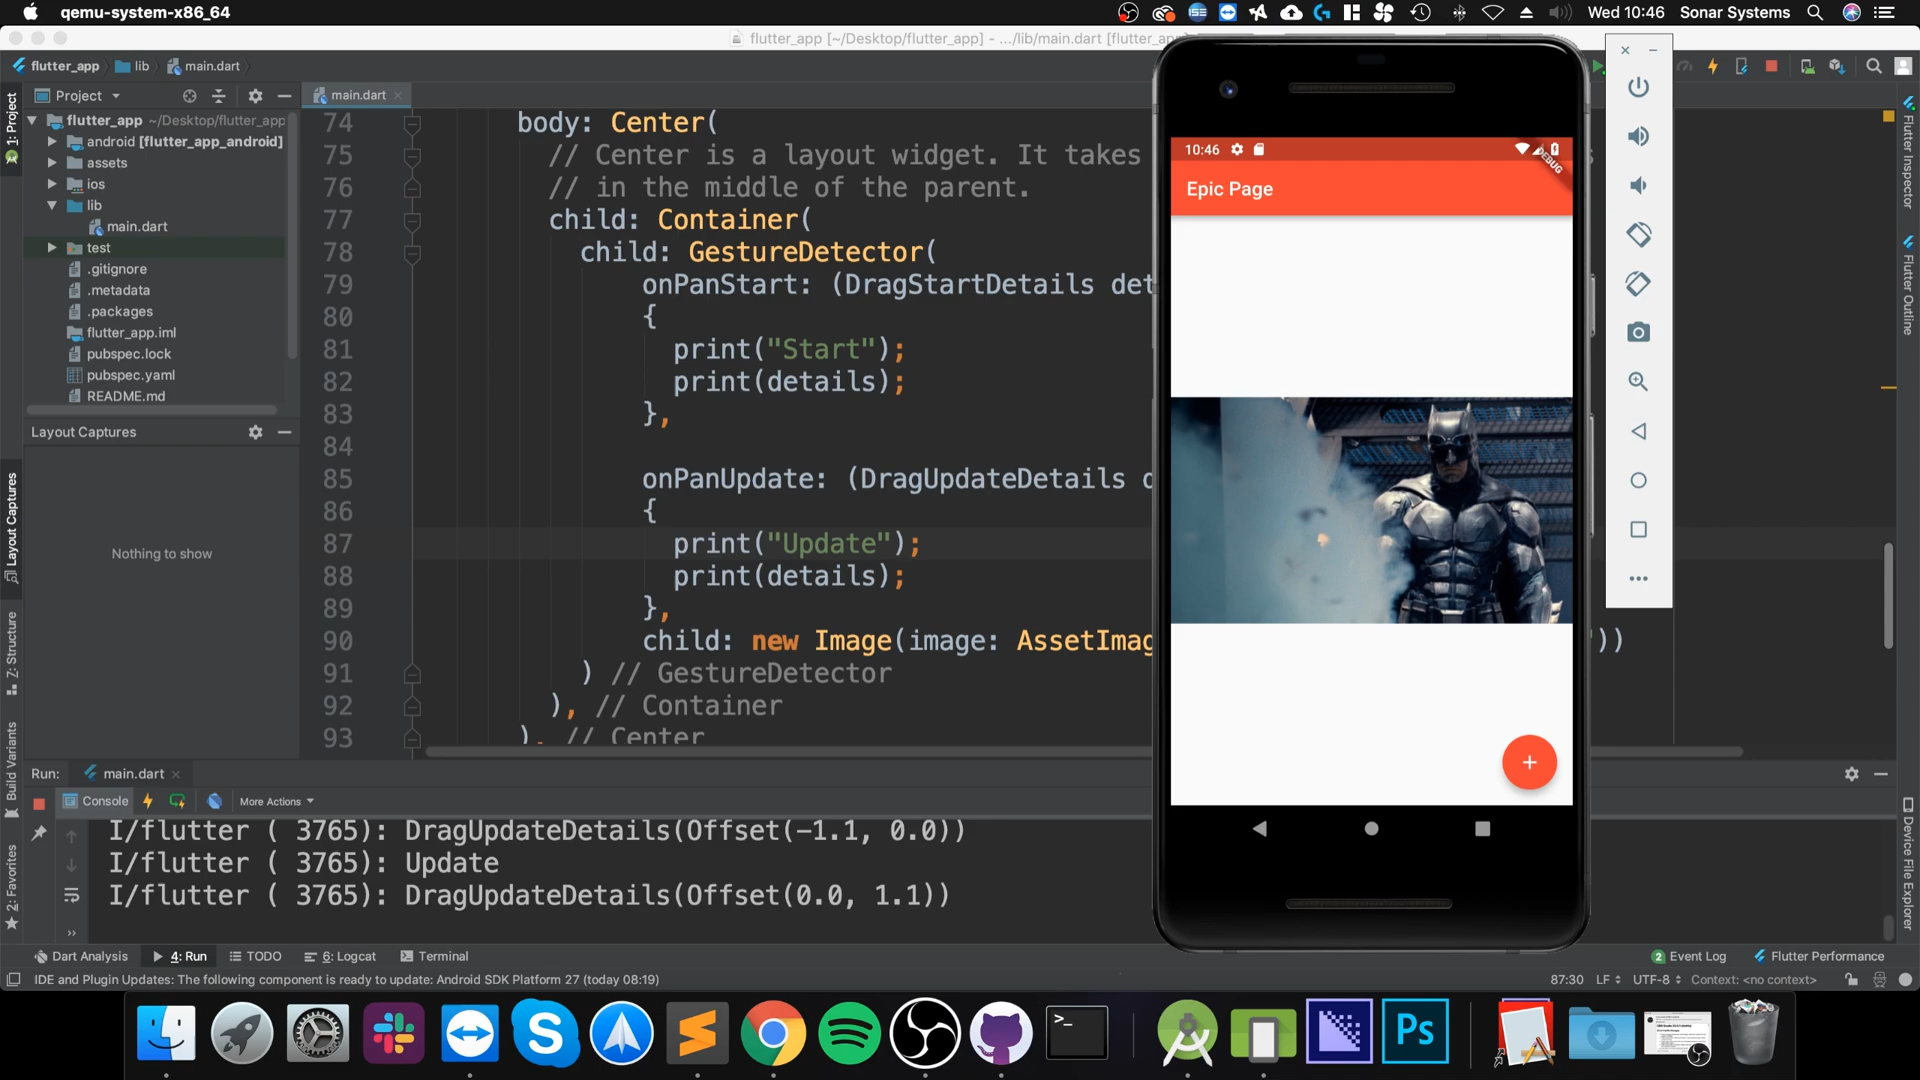 qemu-system-x86_64
Wed 10:46 Sonar Systems
flutter_app [~/Desktop/flutter_app] - .../lib/main.dart [flutter_ap
flutter_app lib main.dart
1: Project
Project
main.dart
flutter_app ~/Desktop/flutter_app
android [flutter_app_android]
assets
ios
lib
main.dart
test
.gitignore
.metadata
.packages
flutter_app.iml
pubspec.lock
pubspec.yaml
README.md
Layout Captures
Nothing to show
Layout Captures
Z: Structure
Build Variants
2: Favorites
74 body: Center(
75 // Center is a layout widget. It takes
76 // in the middle of the parent.
77 child: Container(
78 child: GestureDetector(
79 onPanStart: (DragStartDetails det
80 {
81 print("Start");
82 print(details);
83 },
84
85 onPanUpdate: (DragUpdateDetails d
86 {
87 print("Update");
88 print(details);
89 },
90 child: new Image(image: AssetImag '))
91 ) // GestureDetector
92 ), // Container
93 ), // Center
10:46
DEBUG
Epic Page
+
Flutter Inspector
Flutter Outline
Device File Explorer
Run: main.dart
Console More Actions
I/flutter ( 3765): DragUpdateDetails(Offset(-1.1, 0.0))
I/flutter ( 3765): Update
I/flutter ( 3765): DragUpdateDetails(Offset(0.0, 1.1))
Dart Analysis 4: Run TODO 6: Logcat Terminal
2 Event Log Flutter Performance
IDE and Plugin Updates: The following component is ready to update: Android SDK Platform 27 (today 08:19)
87:30 LF UTF-8 Context: <no context>
Ps